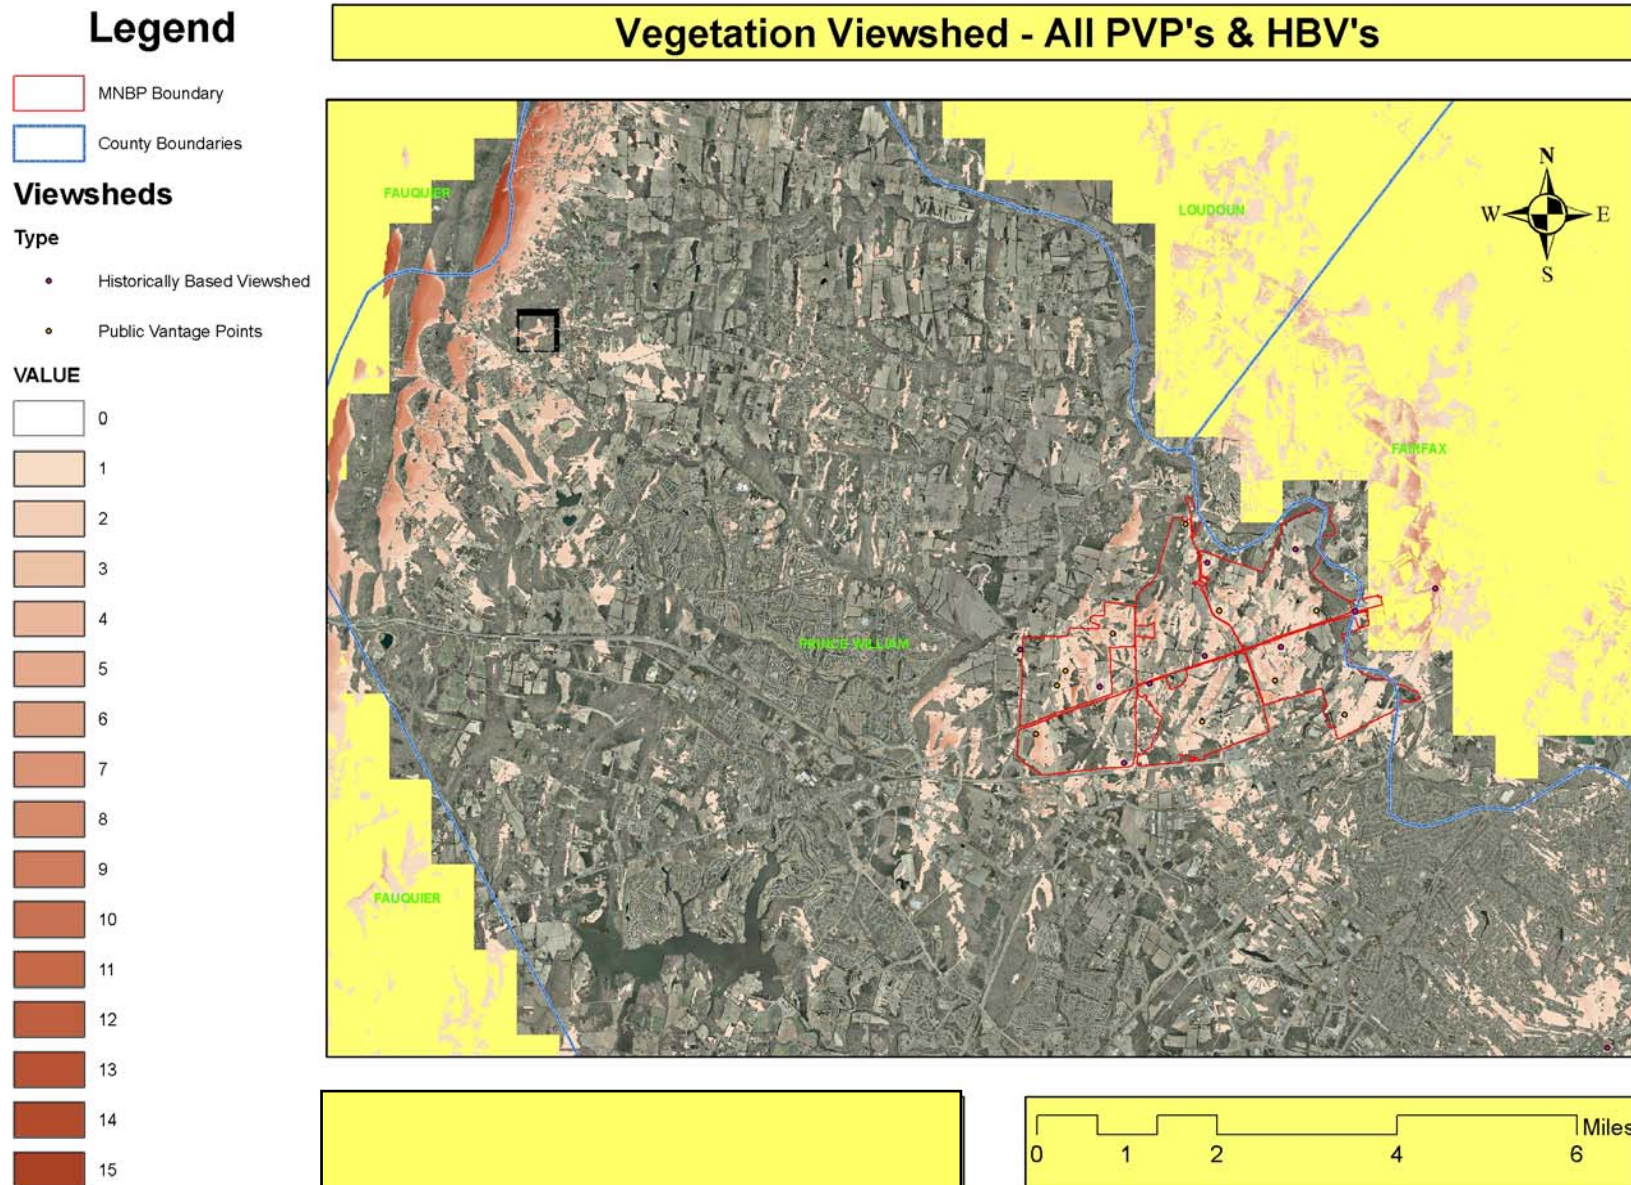 Legend
MNBP Boundary
County Boundaries
Viewsheds
Type
Historically Based Viewshed
Public Vantage Points
VALUE
0
1
2
3
4
5
6
7
8
9
10
11
12
13
14
15
Vegetation Viewshed - All PVP's & HBV's
FAUQUIER
LOUDOUN
N
W E
S
FAIRFAX
PRINCE WILLIAM
FAUQUIER
Miles
0 1 2 4 6